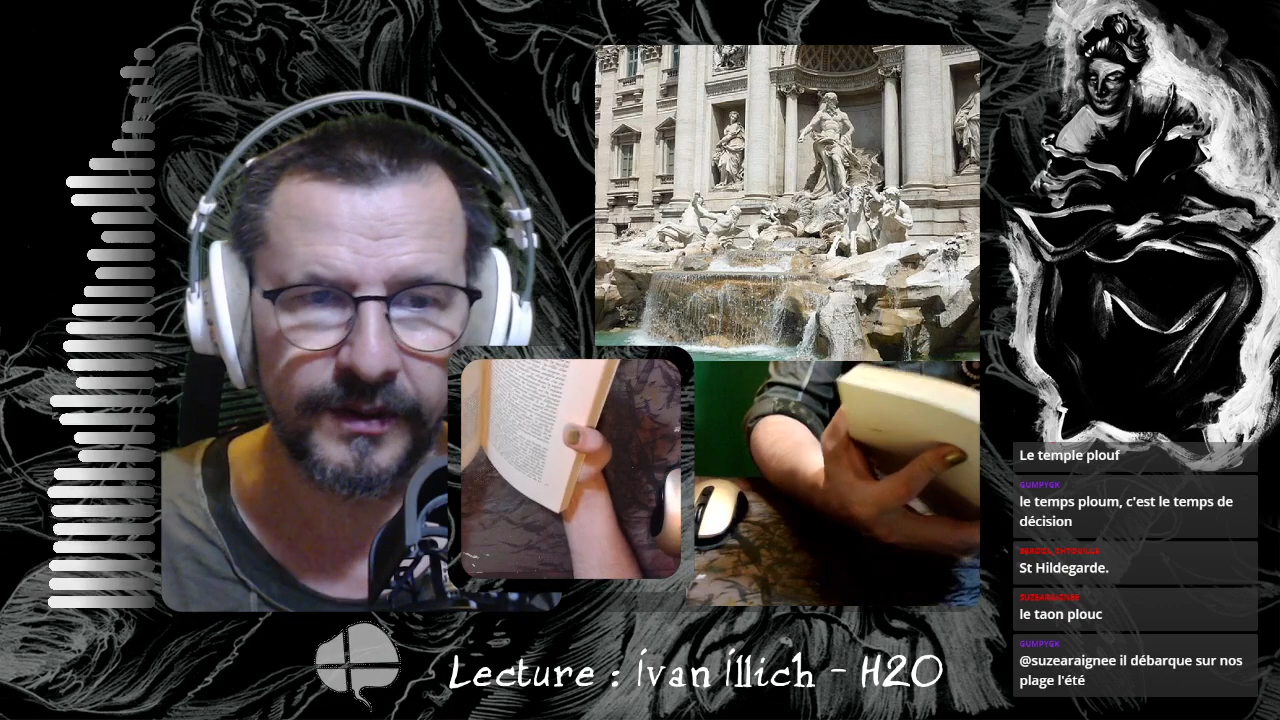 Le temple plouf
GUMPYGK
le temps ploum, c'est le temps de
décision
St Hildegarde.
SUZEARAIGNEE
le taon plouc
GUMPYGK
@suzearaignee il débarque sur nos
plage l'été
Lecture : Ivan Illich - H2O